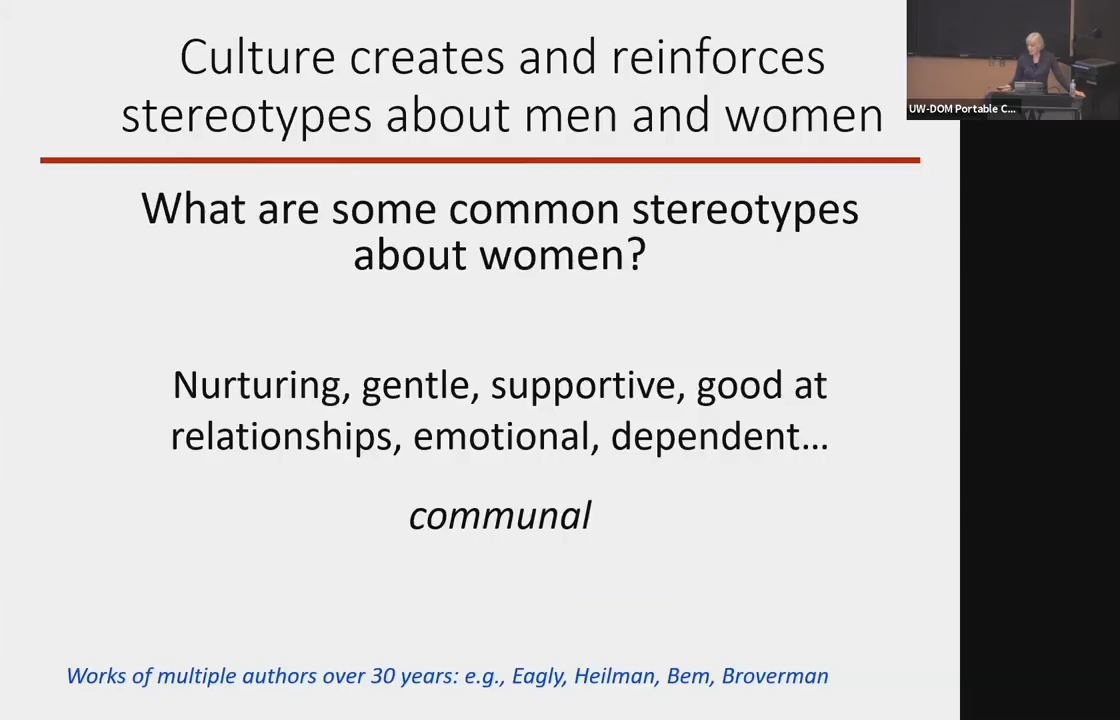 Culture creates and reinforces
stereotypes about men and women
UW-DOM Portable C...
What are some common stereotypes
about women?
Nurturing, gentle, supportive, good at
relationships, emotional, dependent…
communal
Works of multiple authors over 30 years: e.g., Eagly, Heilman, Bem, Broverman